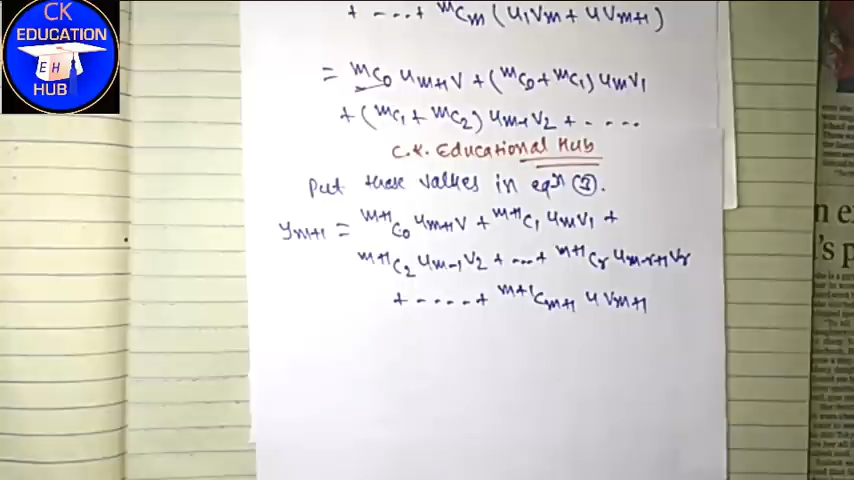 CK
EDUCATION
EH
HUB
+ ----+ ᵐCₘ (u₁Vₘ + uVₘ₊₁)
= ᵐC₀ uₘ₊₁V + (ᵐC₀ + ᵐC₁) uₘV₁
+ (ᵐC₁ + ᵐC₂) uₘ₋₁V₂ + - - - -
C.K. Educational Hub
Put these values in eqⁿ ①.
yₘ₊₁ = ᵐ⁺¹C₀ uₘ₊₁V + ᵐ⁺¹C₁ uₘV₁ +
ᵐ⁺¹C₂ uₘ₋₁V₂ + ---+ ᵐ⁺¹Cᵣ uₘ₋ᵣ₊₁Vᵣ
+ - - - - + ᵐ⁺¹Cₘ₊₁ uVₘ₊₁